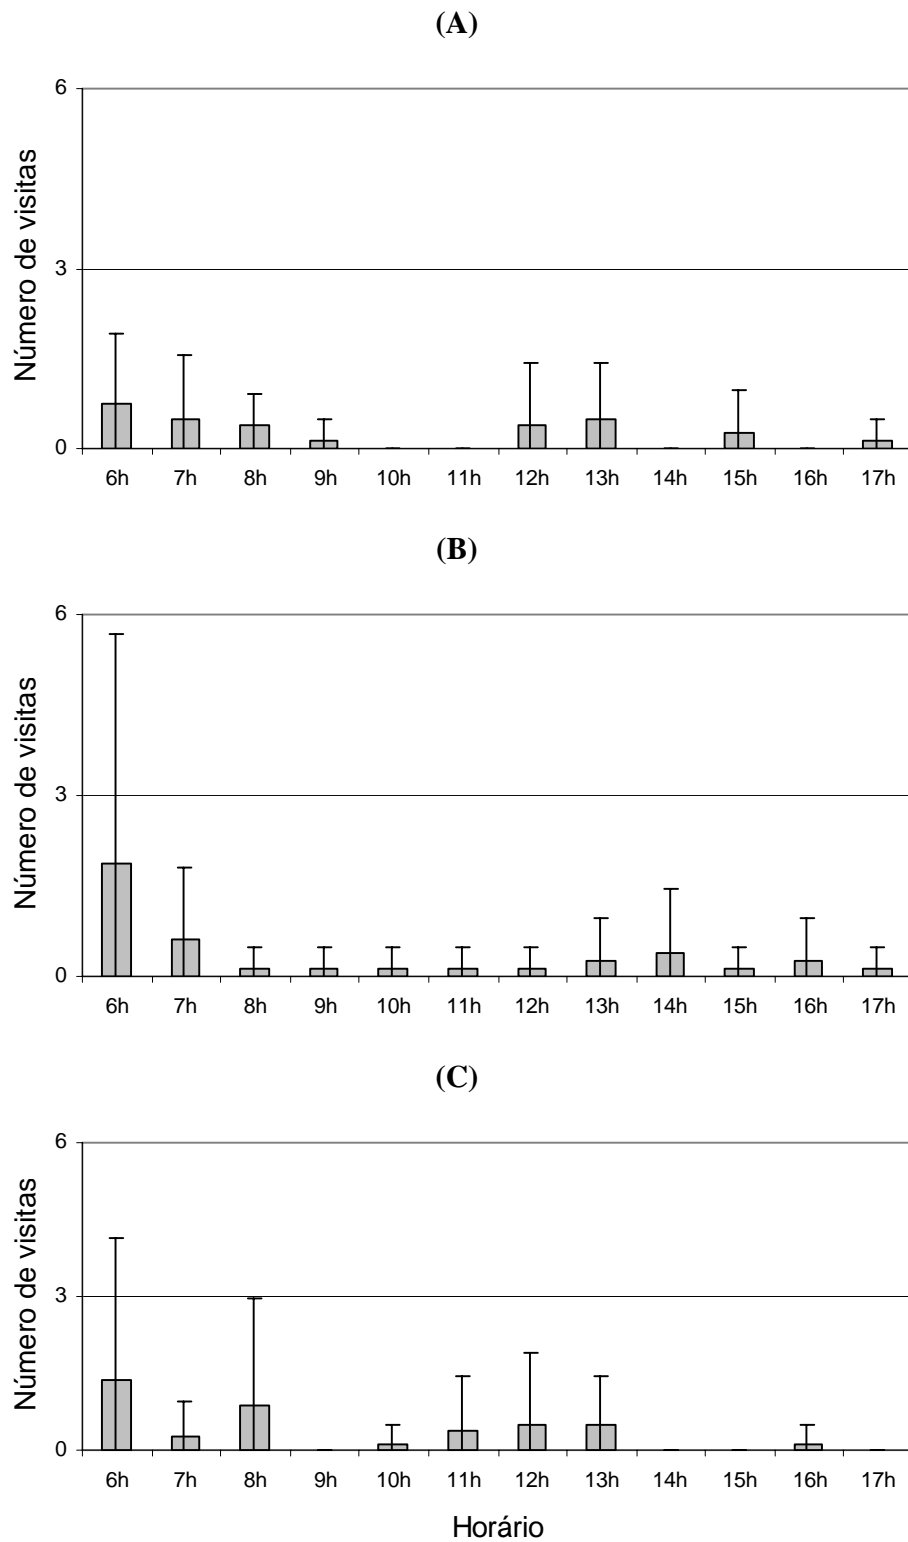 (A)
Número de visitas
6
3
0
6h 7h 8h 9h 10h 11h 12h 13h 14h 15h 16h 17h
(B)
Número de visitas
6
3
0
6h 7h 8h 9h 10h 11h 12h 13h 14h 15h 16h 17h
(C)
Número de visitas
6
3
0
6h 7h 8h 9h 10h 11h 12h 13h 14h 15h 16h 17h
Horário